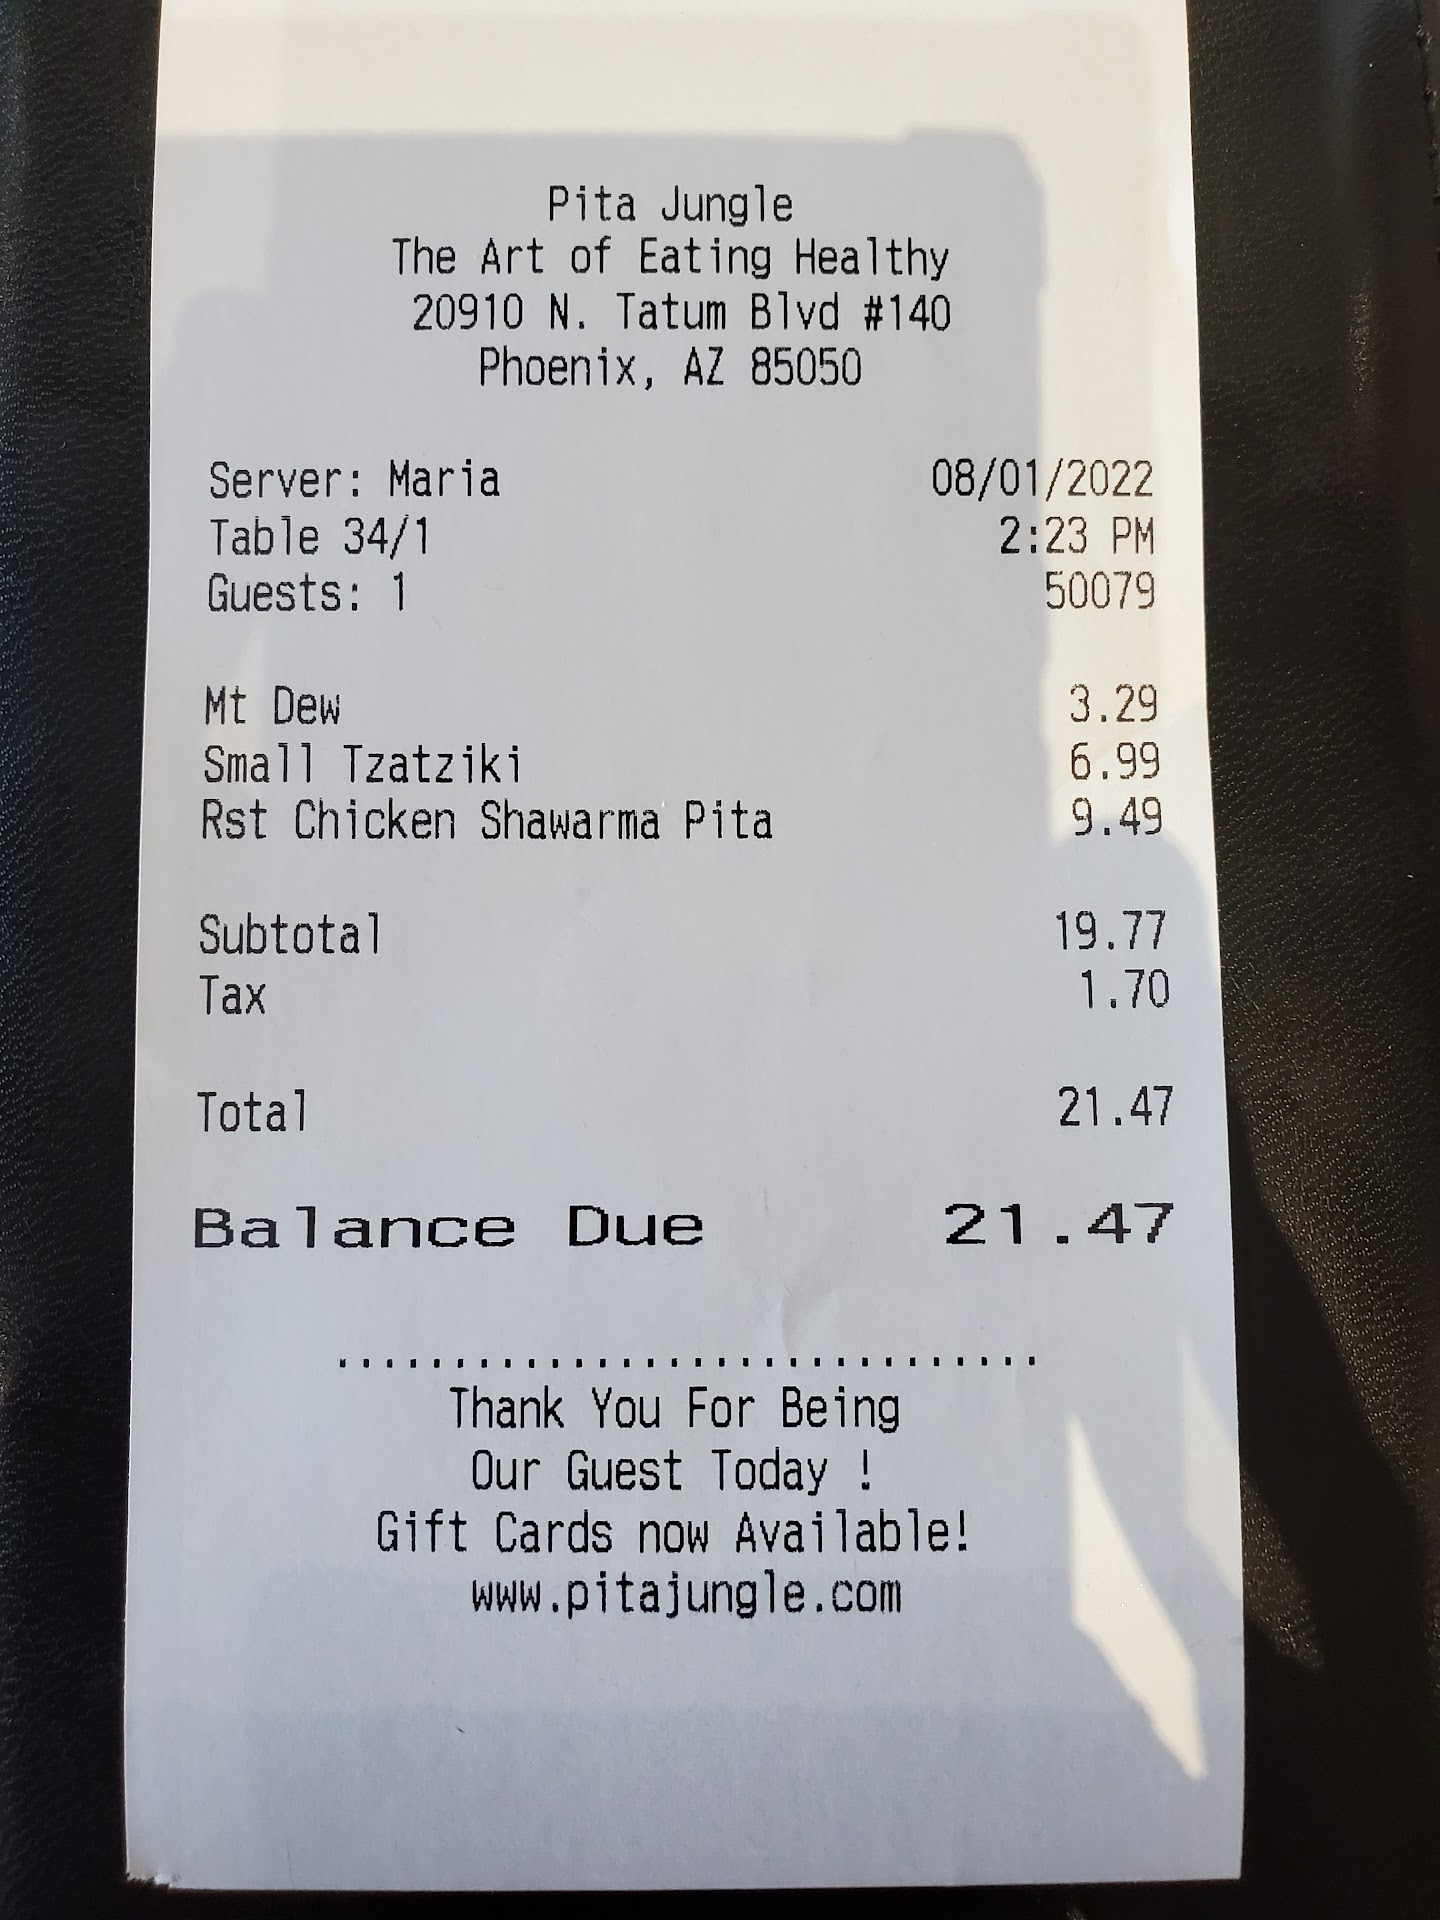 Pita Jungle
The Art of Eating Healthy
20910 N. Tatum Blvd #140
Phoenix, AZ 85050
Server: Maria 08/01/2022
Table 34/1 2:23 PM
Guests: 1 50079
Mt Dew 3.29
Small Tzatziki 6.99
Rst Chicken Shawarma Pita 9.49
Subtotal 19.77
Tax 1.70
Total 21.47
Balance Due 21.47
...............................
Thank You For Being
Our Guest Today !
Gift Cards now Available!
www.pitajungle.com